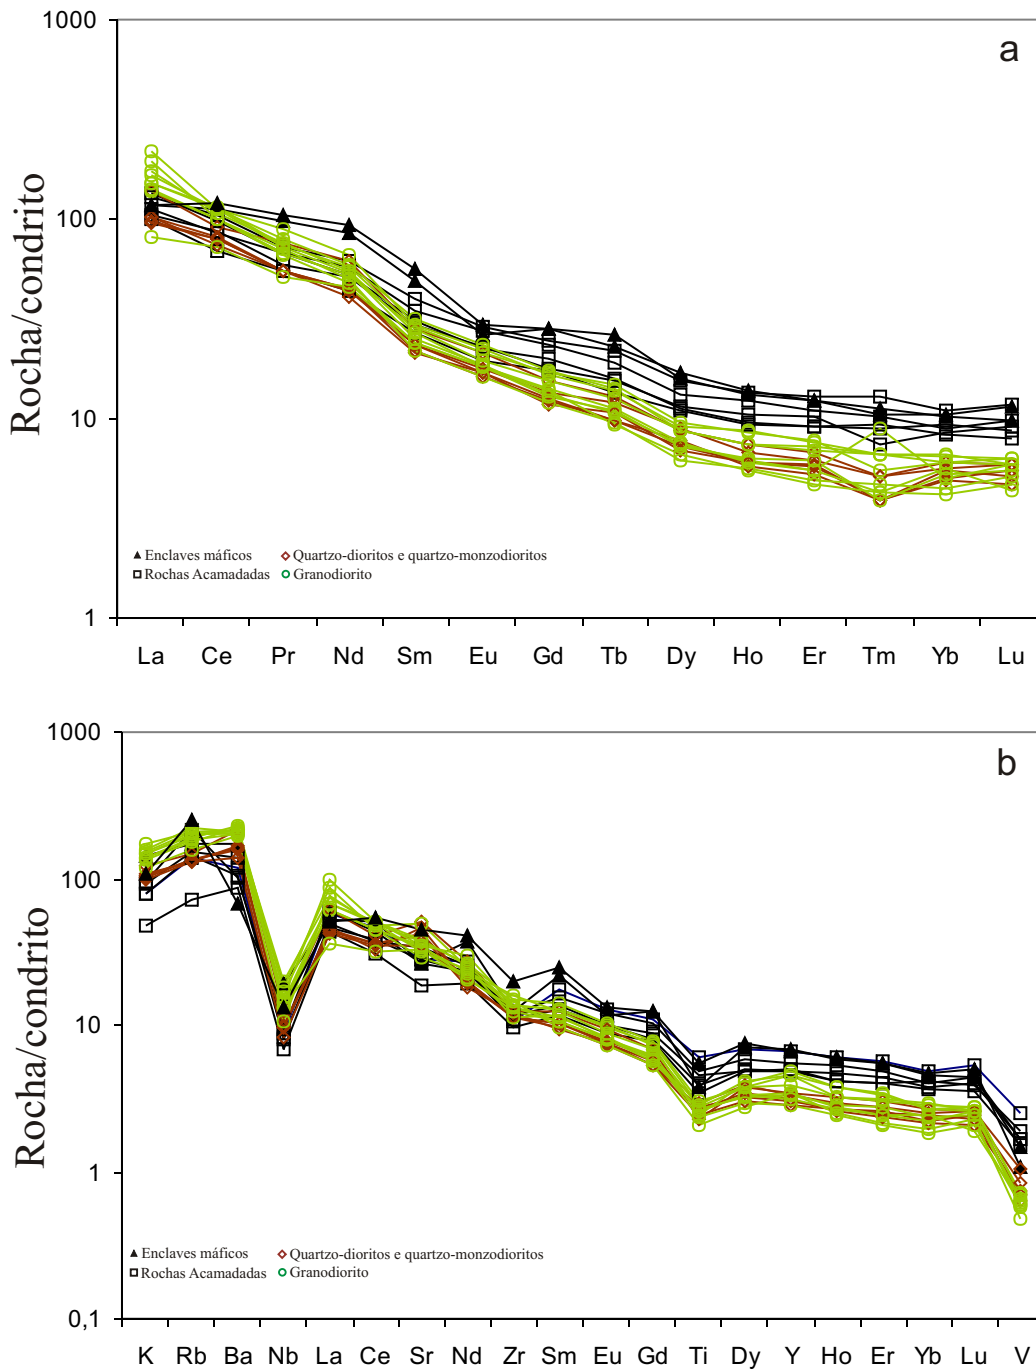 1000
a
100
Rocha/condrito
10
▲ Enclaves máficos ◇ Quartzo-dioritos e quartzo-monzodioritos
□ Rochas Acamadadas ○ Granodiorito
1
La Ce Pr Nd Sm Eu Gd Tb Dy Ho Er Tm Yb Lu
1000
b
100
Rocha/condrito
10
1
▲ Enclaves máficos ◇ Quartzo-dioritos e quartzo-monzodioritos
□ Rochas Acamadadas ○ Granodiorito
0,1
K Rb Ba Nb La Ce Sr Nd Zr Sm Eu Gd Ti Dy Y Ho Er Yb Lu V